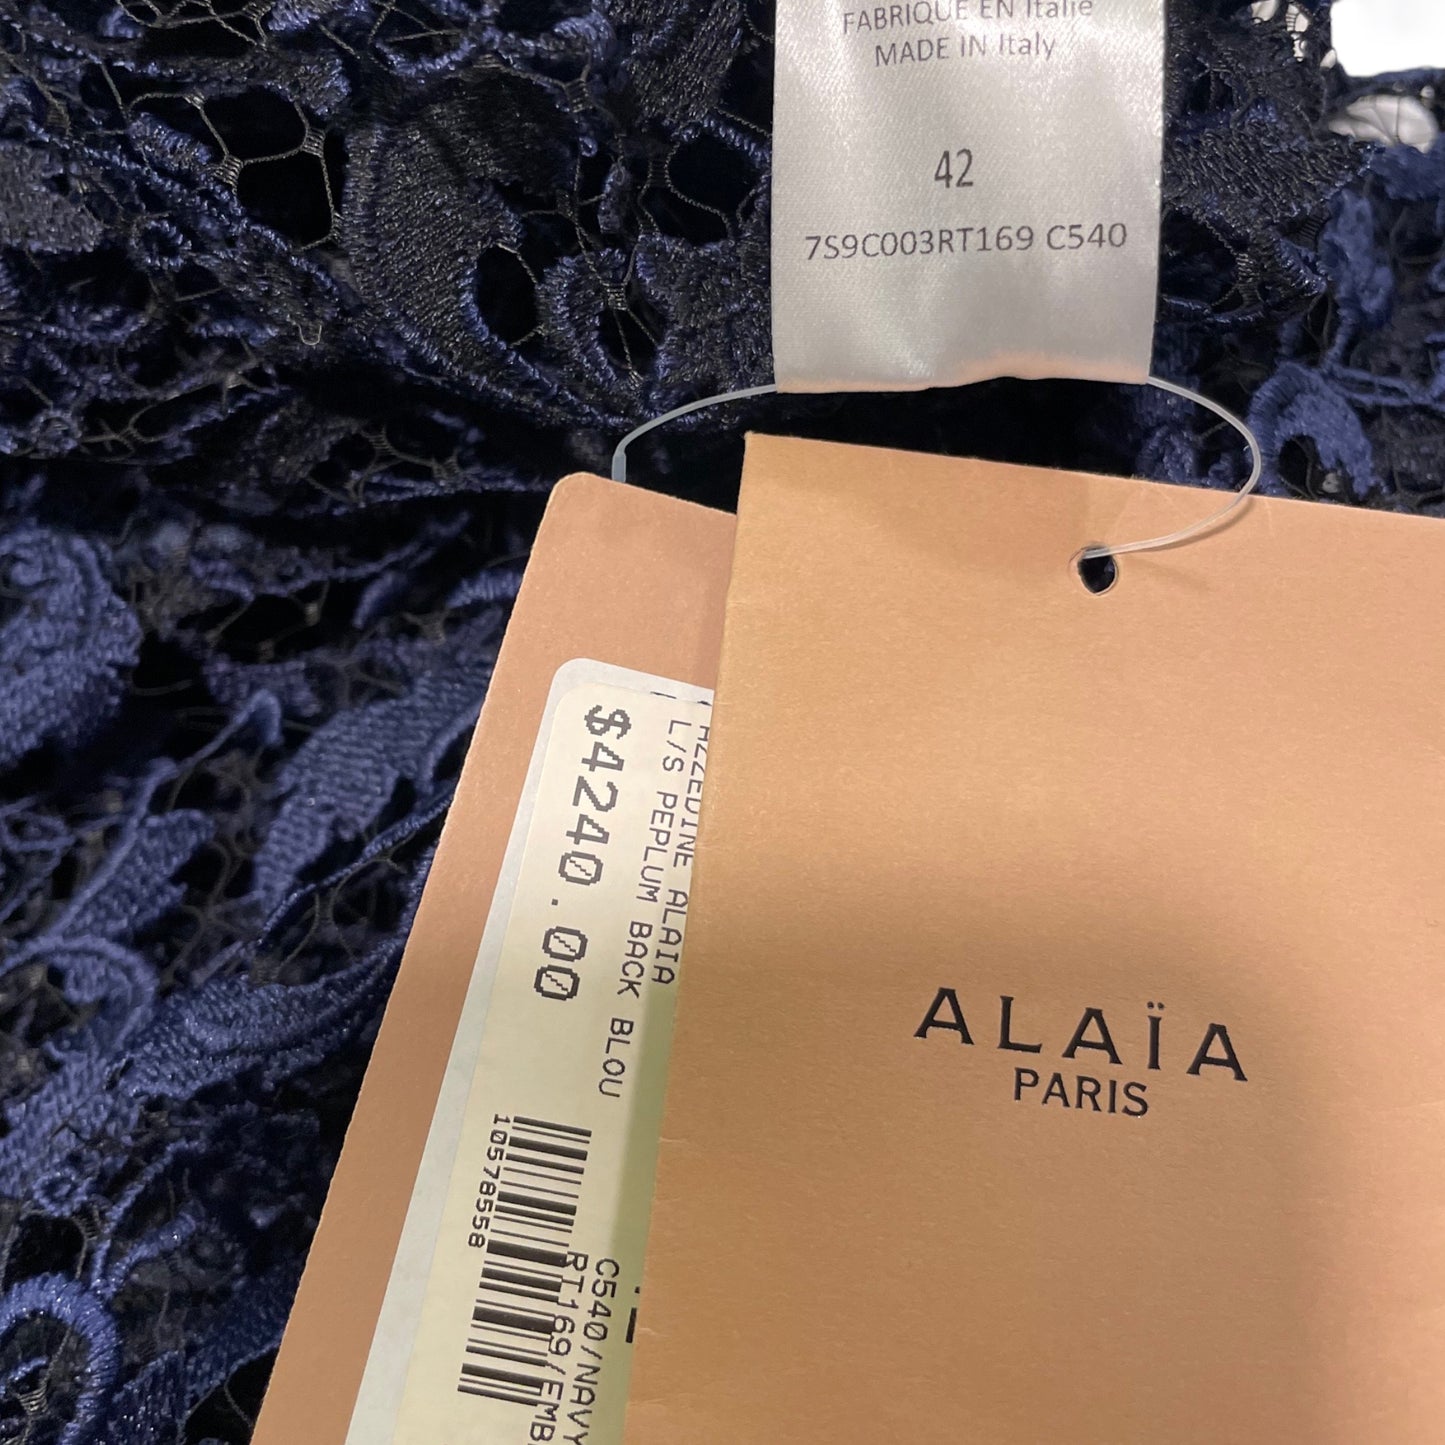 FABRIQUE EN Italie
MADE IN Italy
42
7S9C003RT169 C540
$4240.00
AZZEDINE ALAIA
L/S PEPLUM BACK BLOU
10578558
C540/NAVY
RT169/EMB
ALAÏA
PARIS